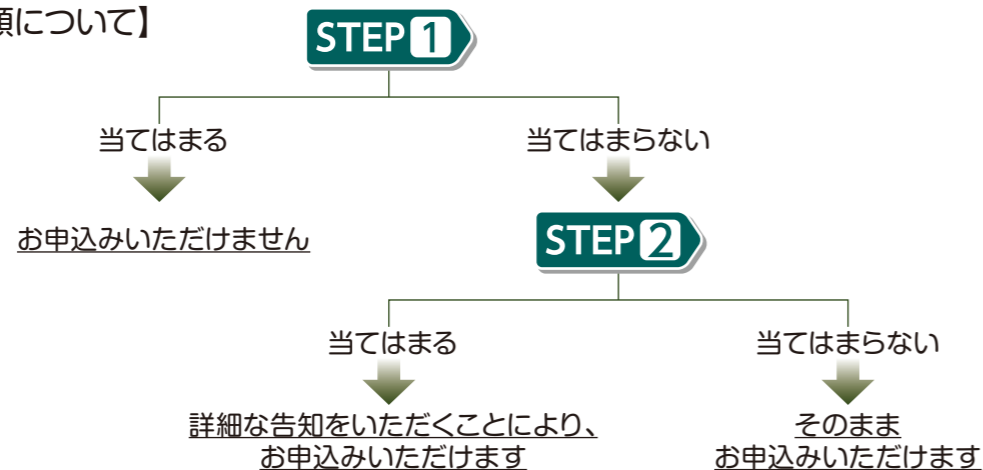 頂について】
STEP 1
当てはまる
当てはまらない
お申込みいただけません
STEP 2
当てはまる
当てはまらない
詳細な告知をいただくことにより、
お申込みいただけます
そのまま
お申込みいただけます